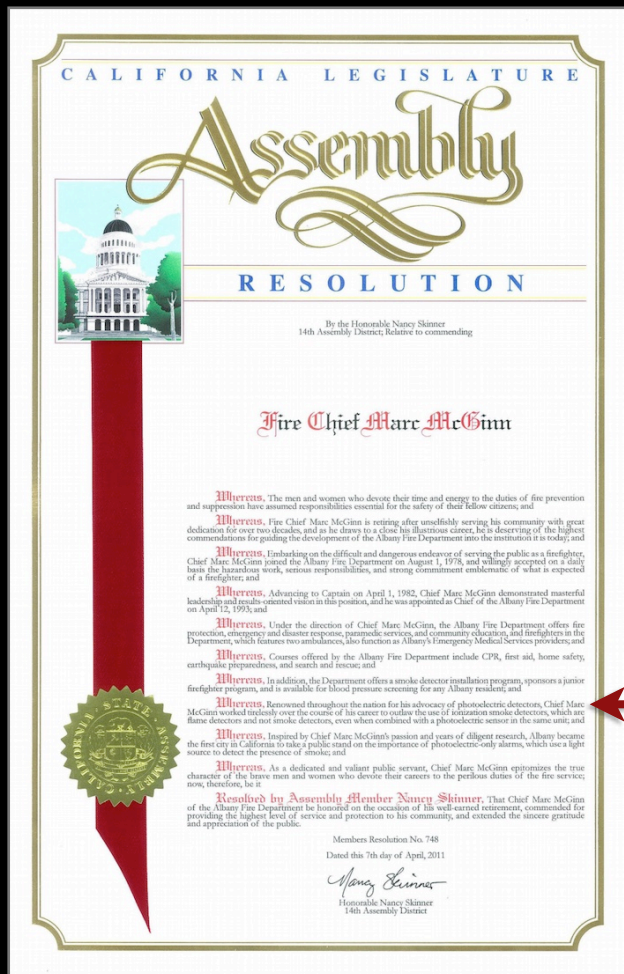 CALIFORNIA LEGISLATURE
Assembly
RESOLUTION
By the Honorable Nancy Skinner
14th Assembly District; Relative to commending
Fire Chief Marc McGinn
Whereas, The men and women who devote their time and energy to the duties of fire prevention
and suppression have assumed responsibilities essential for the safety of their fellow citizens; and
Whereas, Fire Chief Marc McGinn is retiring after unselfishly serving his community with great
dedication for over two decades, and as he draws to a close his illustrious career, he is deserving of the highest
commendations for guiding the development of the Albany Fire Department into the institution it is today; and
Whereas, Embarking on the difficult and dangerous endeavor of serving the public as a firefighter,
Chief Marc McGinn joined the Albany Fire Department on August 1, 1978, and willingly accepted on a daily
basis the hazardous work, serious responsibilities, and strong commitment emblematic of what is expected
of a firefighter; and
Whereas, Advancing to Captain on April 1, 1982, Chief Marc McGinn demonstrated masterful
leadership and results-oriented vision in this position, and he was appointed as Chief of the Albany Fire Department
on April 12, 1993; and
Whereas, Under the direction of Chief Marc McGinn, the Albany Fire Department offers fire
protection, emergency and disaster response, paramedic services, and community education, and firefighters in the
Department, which features two ambulances, also function as Albany's Emergency Medical Services providers; and
Whereas, Courses offered by the Albany Fire Department include CPR, first aid, home safety,
earthquake preparedness, and search and rescue; and
Whereas, In addition, the Department offers a smoke detector installation program, sponsors a junior
firefighter program, and is available for blood pressure screening for any Albany resident; and
Whereas, Renowned throughout the nation for his advocacy of photoelectric detectors, Chief Marc
McGinn worked tirelessly over the course of his career to outlaw the use of ionization smoke detectors, which are
flame detectors and not smoke detectors, even when combined with a photoelectric sensor in the same unit; and
Whereas, Inspired by Chief Marc McGinn's passion and years of diligent research, Albany became
the first city in California to take a public stand on the importance of photoelectric-only alarms, which use a light
source to detect the presence of smoke; and
Whereas, As a dedicated and valiant public servant, Chief Marc McGinn epitomizes the true
character of the brave men and women who devote their careers to the perilous duties of the fire service;
now, therefore, be it
Resolved by Assembly Member Nancy Skinner, That Chief Marc McGinn
of the Albany Fire Department be honored on the occasion of his well-earned retirement, commended for
providing the highest level of service and protection to his community, and extended the sincere gratitude
and appreciation of the public.
Members Resolution No. 748
Dated this 7th day of April, 2011
Nancy Skinner
Honorable Nancy Skinner
14th Assembly District
CALIFORNIA STATE ASSEMBLY